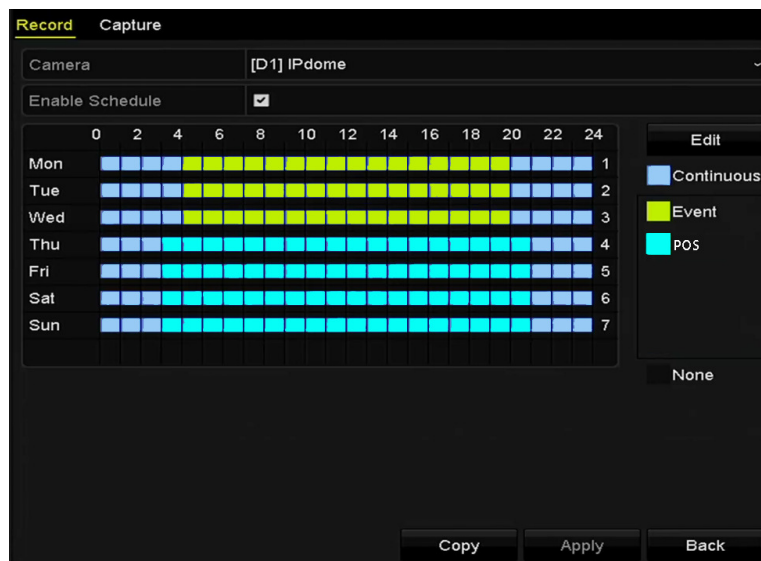 Record Capture
Camera [D1] IPdome
Enable Schedule
0 2 4 6 8 10 12 14 16 18 20 22 24
Edit
Mon 1
Continuous
Tue 2
Event
Wed 3
Thu 4
POS
Fri 5
Sat 6
Sun 7
None
Copy Apply Back